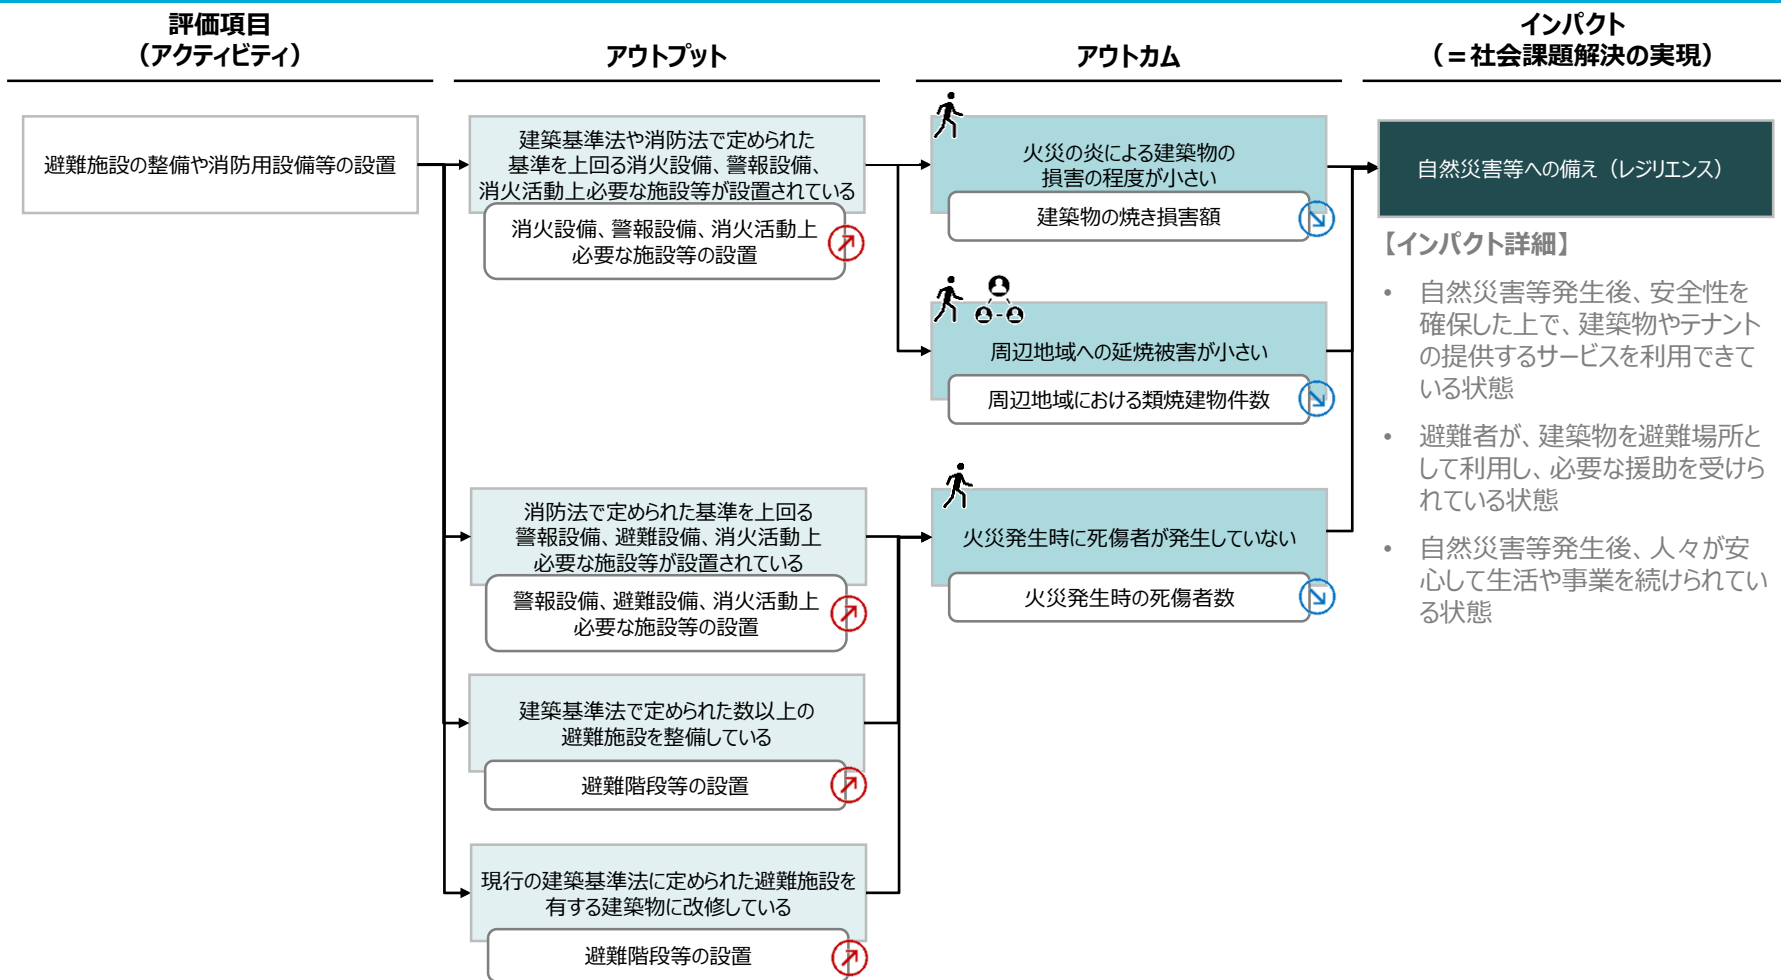 評価項目
（アクティビティ）
アウトプット
アウトカム
インパクト
（＝社会課題解決の実現）
避難施設の整備や消防用設備等の設置
建築基準法や消防法で定められた
基準を上回る消火設備、警報設備、
消火活動上必要な施設等が設置されている
消火設備、警報設備、消火活動上
必要な施設等の設置
消防法で定められた基準を上回る
警報設備、避難設備、消火活動上
必要な施設等が設置されている
警報設備、避難設備、消火活動上
必要な施設等の設置
建築基準法で定められた数以上の
避難施設を整備している
避難階段等の設置
現行の建築基準法に定められた避難施設を
有する建築物に改修している
避難階段等の設置
火災の炎による建築物の
損害の程度が小さい
建築物の焼き損害額
周辺地域への延焼被害が小さい
周辺地域における類焼建物件数
火災発生時に死傷者が発生していない
火災発生時の死傷者数
自然災害等への備え（レジリエンス）
【インパクト詳細】
• 自然災害等発生後、安全性を
確保した上で、建築物やテナント
の提供するサービスを利用できて
いる状態
• 避難者が、建築物を避難場所と
して利用し、必要な援助を受けら
れている状態
• 自然災害等発生後、人々が安
心して生活や事業を続けられてい
る状態